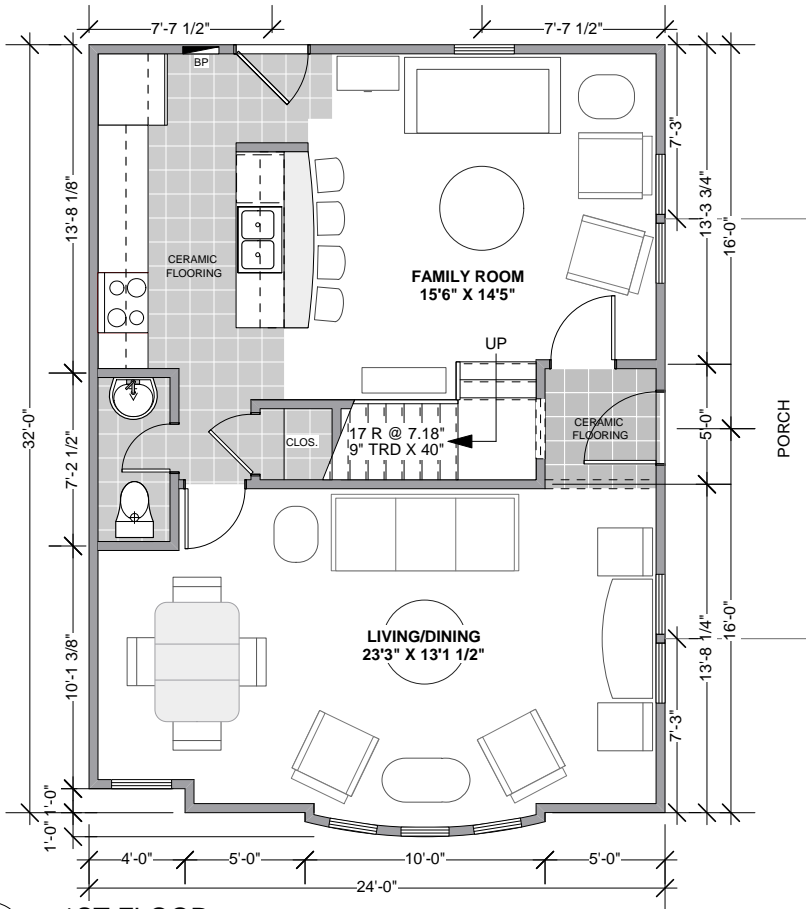 7'-7 1/2"
7'-7 1/2"
BP
7'-3"
13'-8 1/8"
13'-3 3/4"
16'-0"
CERAMIC
FLOORING
FAMILY ROOM
15'6" X 14'5"
UP
32'-0"
7'-2 1/2"
CLOS.
17 R @ 7.18"
9" TRD X 40"
CERAMIC
FLOORING
5'-0"
PORCH
LIVING/DINING
23'3" X 13'1 1/2"
10'-1 3/8"
13'-8 1/4"
16'-0"
7'-3"
1'-0"
1'-0"
4'-0"
5'-0"
10'-0"
5'-0"
24'-0"
1ST FLOOR